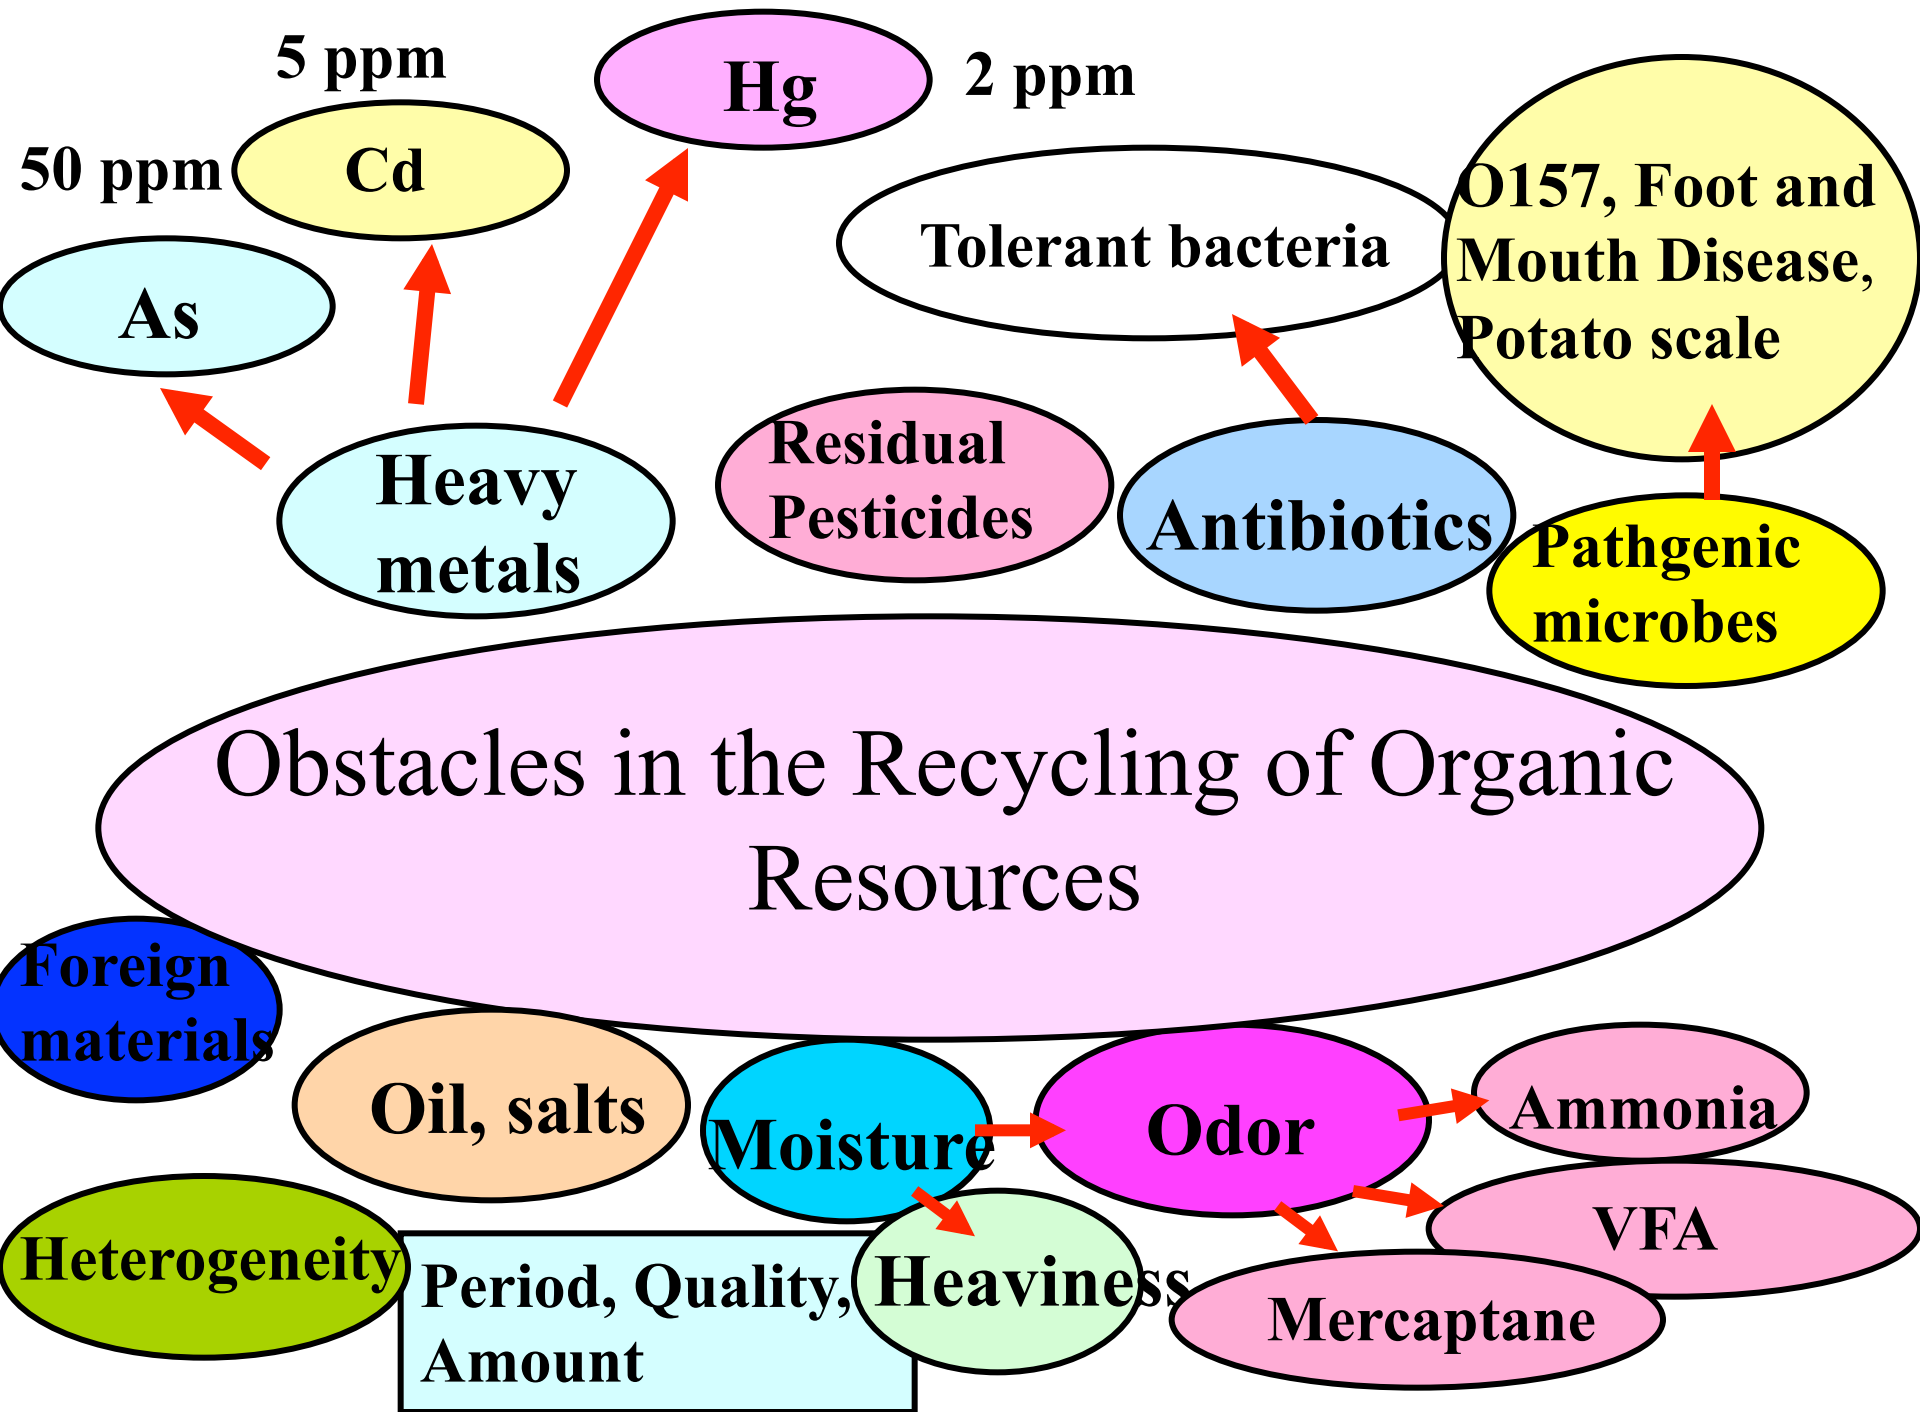 5 ppm
Hg
2 ppm
50 ppm
Cd
As
Tolerant bacteria
O157, Foot and
Mouth Disease,
Potato scale
Heavy
metals
Residual
Pesticides
Antibiotics
Pathgenic
microbes
Obstacles in the Recycling of Organic
Resources
Foreign
materials
Oil, salts
Moisture
Odor
Ammonia
VFA
Mercaptane
Heterogeneity
Period, Quality,
Amount
Heaviness